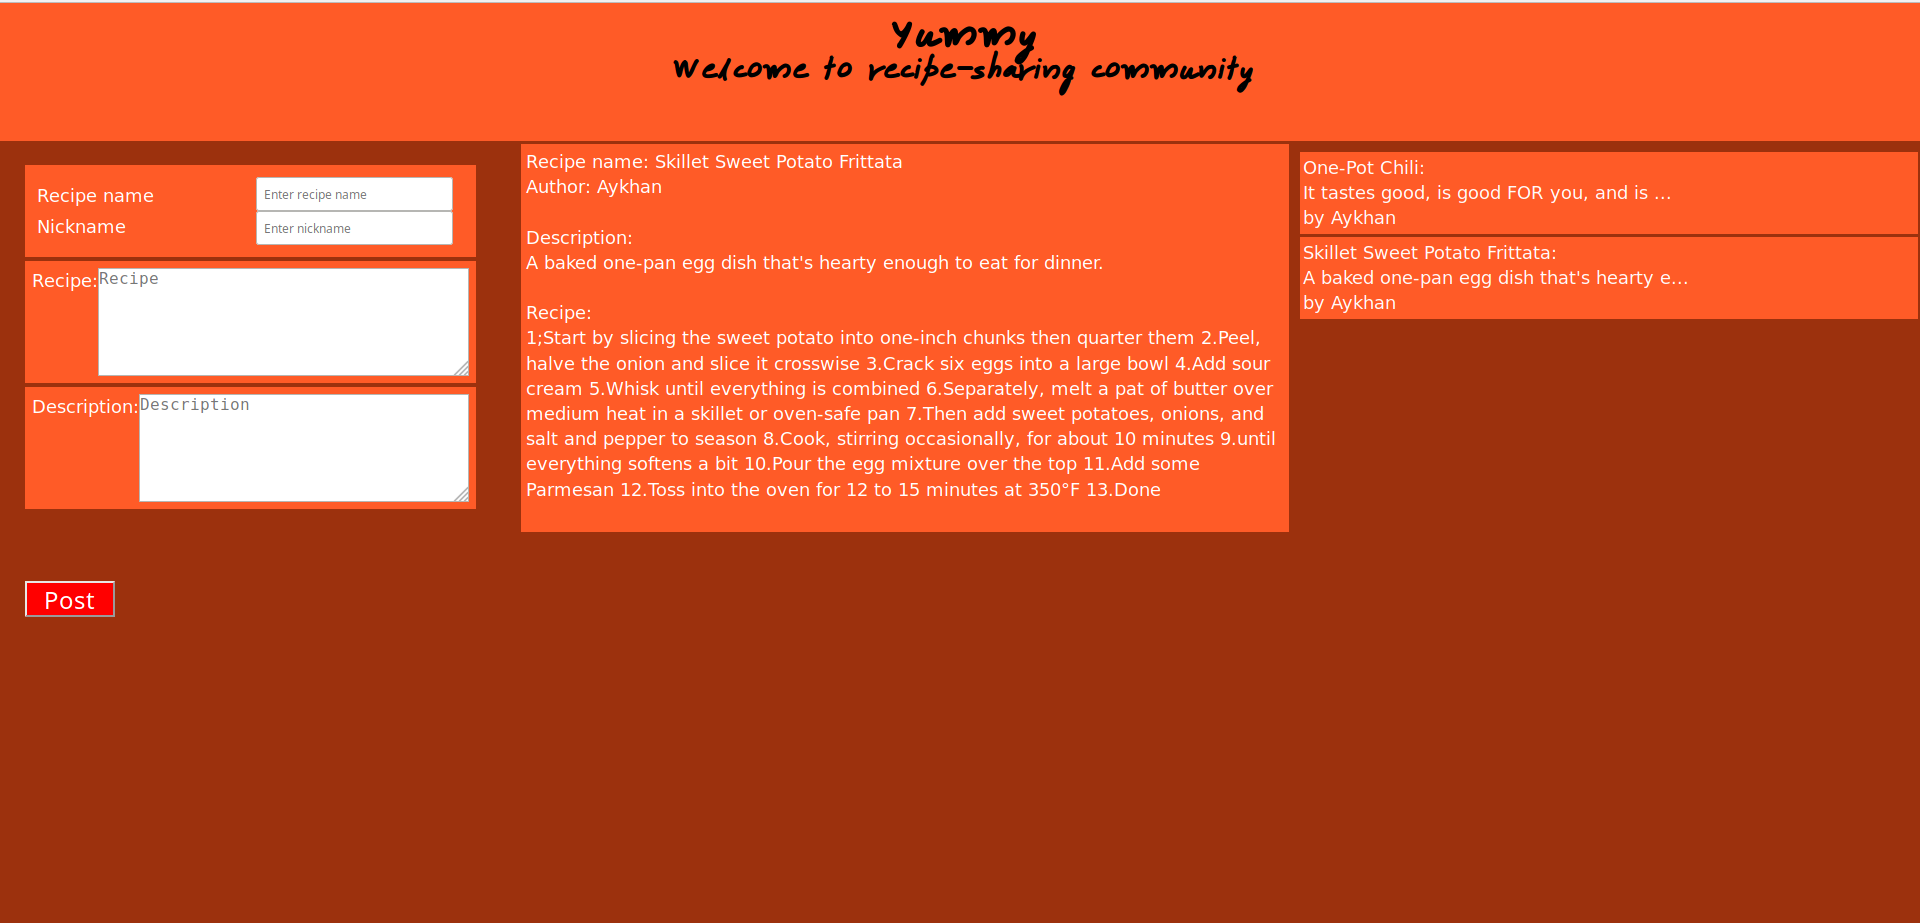 Yummy
Welcome to recipe-sharing community
Recipe name
Enter recipe name
Nickname
Enter nickname
Recipe:
Recipe
Description:
Description
Post
Recipe name: Skillet Sweet Potato Frittata
Author: Aykhan
Description:
A baked one-pan egg dish that's hearty enough to eat for dinner.
Recipe:
1;Start by slicing the sweet potato into one-inch chunks then quarter them 2.Peel,
halve the onion and slice it crosswise 3.Crack six eggs into a large bowl 4.Add sour
cream 5.Whisk until everything is combined 6.Separately, melt a pat of butter over
medium heat in a skillet or oven-safe pan 7.Then add sweet potatoes, onions, and
salt and pepper to season 8.Cook, stirring occasionally, for about 10 minutes 9.until
everything softens a bit 10.Pour the egg mixture over the top 11.Add some
Parmesan 12.Toss into the oven for 12 to 15 minutes at 350°F 13.Done
One-Pot Chili:
It tastes good, is good FOR you, and is ...
by Aykhan
Skillet Sweet Potato Frittata:
A baked one-pan egg dish that's hearty e...
by Aykhan